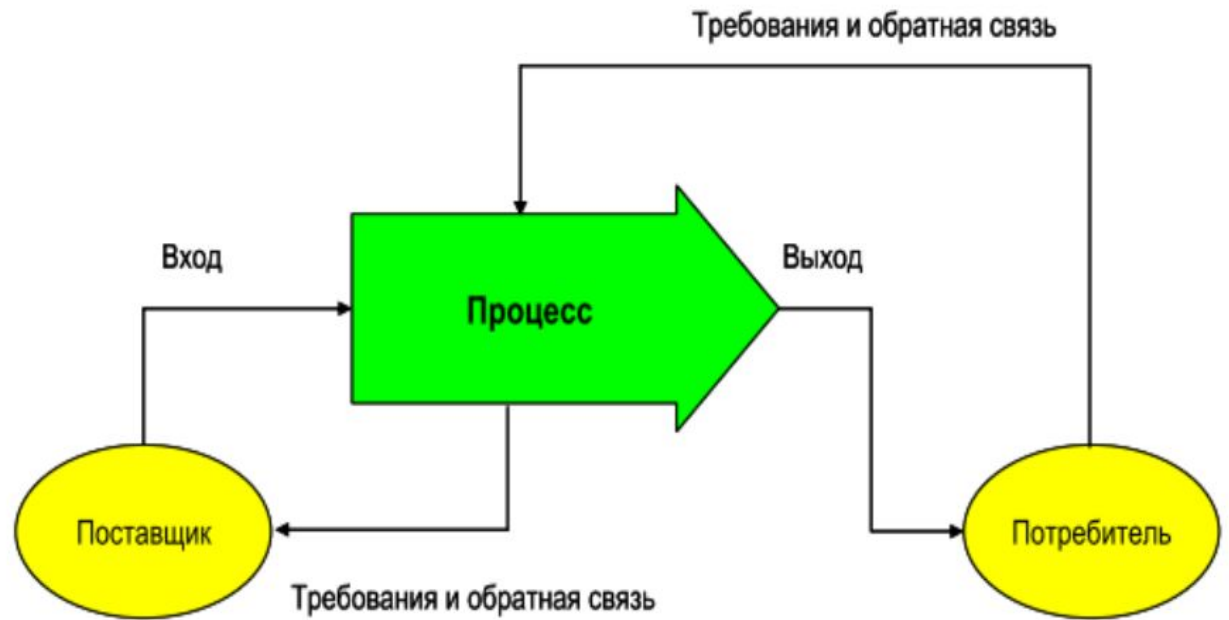 Требования и обратная связь
Вход
Выход
Процесс
Поставщик
Потребитель
Требования и обратная связь